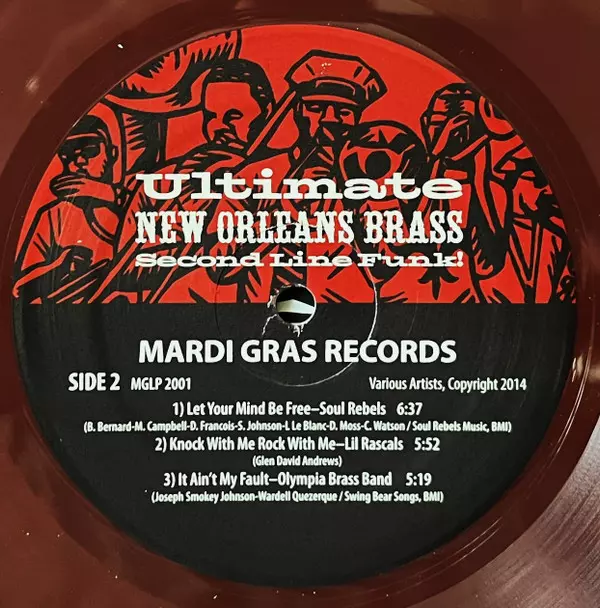 Ultimate
NEW ORLEANS BRASS
Second Line Funk!
MARDI GRAS RECORDS
SIDE 2 MGLP 2001 Various Artists, Copyright 2014
1) Let Your Mind Be Free–Soul Rebels 6:37
(B. Bernard-M. Campbell-D. Francois-S. Johnson-L Le Blanc-D. Moss-C. Watson / Soul Rebels Music, BMI)
2) Knock With Me Rock With Me–Lil Rascals 5:52
(Glen David Andrews)
3) It Ain't My Fault–Olympia Brass Band 5:19
(Joseph Smokey Johnson-Wardell Quezerque / Swing Bear Songs, BMI)